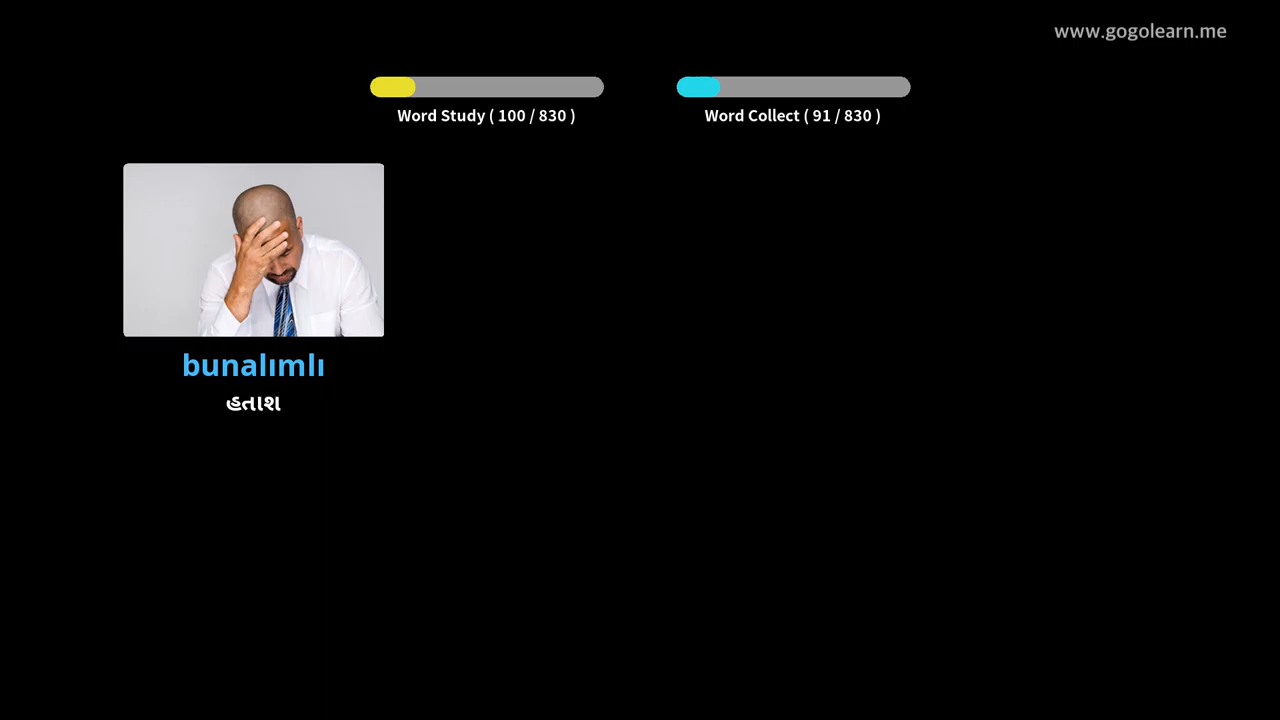 www.gogolearn.me
Word Study ( 100 / 830 )
Word Collect ( 91 / 830 )
bunalımlı
હતાશ